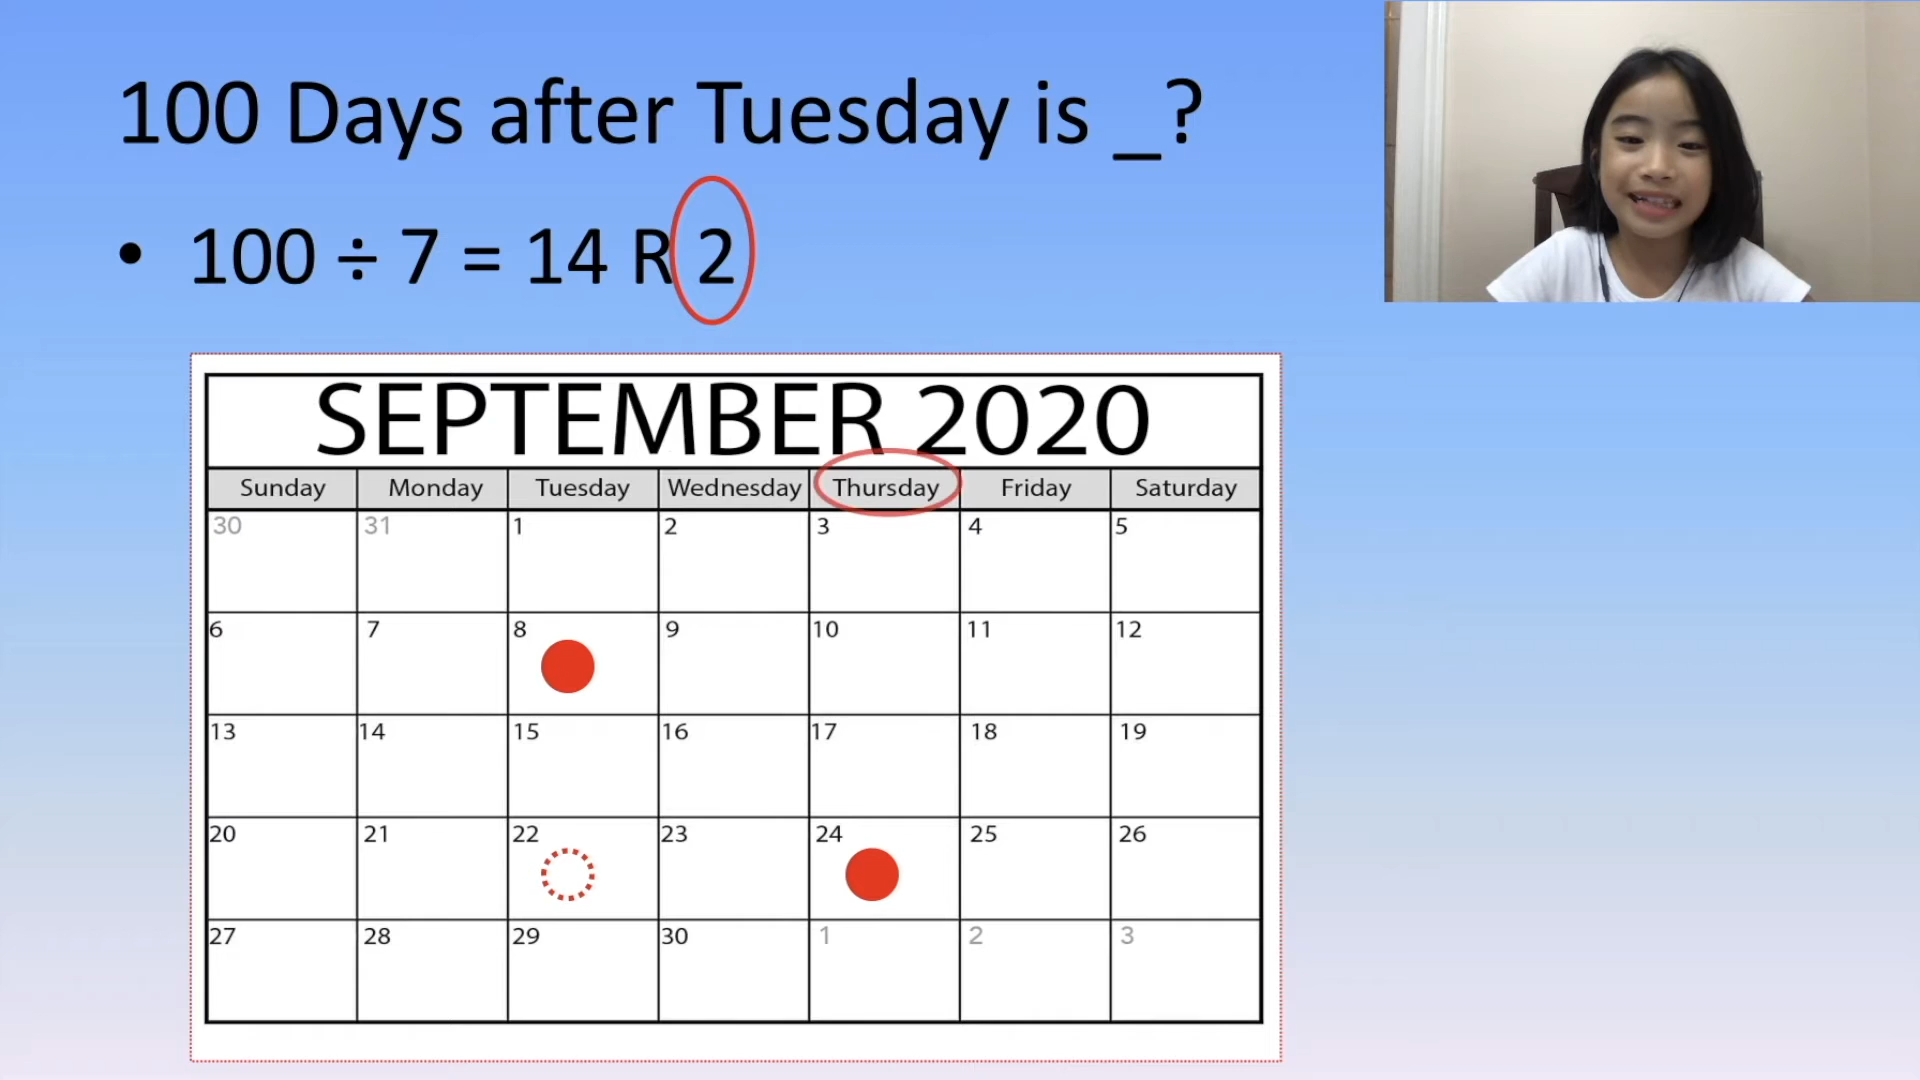 100 Days after Tuesday is _?
• 100 ÷ 7 = 14 R 2
SEPTEMBER 2020
Sunday Monday Tuesday Wednesday Thursday Friday Saturday
30 31 1 2 3 4 5
6 7 8 9 10 11 12
13 14 15 16 17 18 19
20 21 22 23 24 25 26
27 28 29 30 1 2 3